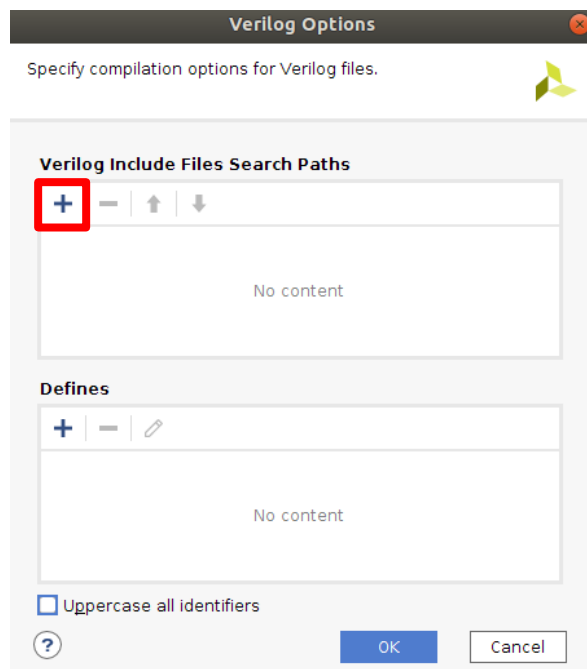 Verilog Options
Specify compilation options for Verilog files.
Verilog Include Files Search Paths
No content
Defines
No content
Uppercase all identifiers
?
OK
Cancel